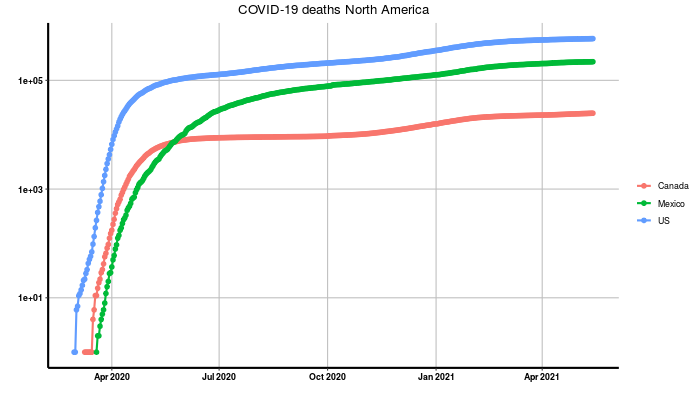 COVID-19 deaths North America
1e+05
1e+03
1e+01
Apr 2020 Jul 2020 Oct 2020 Jan 2021 Apr 2021
Canada
Mexico
US